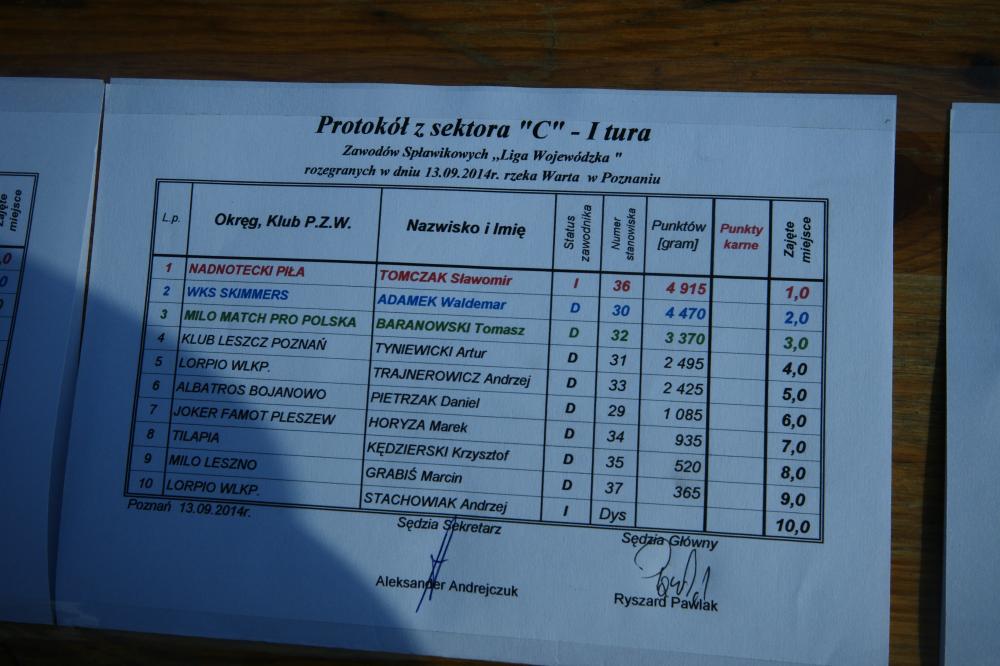 Protokół z sektora "C" - I tura
Zawodów Spławikowych ,,Liga Wojewódzka "
rozegranych w dniu 13.09.2014r. rzeka Warta w Poznaniu
L.p. Okręg, Klub P.Z.W. Nazwisko i Imię Status zawodnika Numer stanowiska Punktów [gram] Punkty karne Zajęte miejsce
1 NADNOTECKI PIŁA TOMCZAK Sławomir I 36 4 915 1,0
2 WKS SKIMMERS ADAMEK Waldemar D 30 4 470 2,0
3 MILO MATCH PRO POLSKA BARANOWSKI Tomasz D 32 3 370 3,0
4 KLUB LESZCZ POZNAŃ TYNIEWICKI Artur D 31 2 495 4,0
5 LORPIO WLKP. TRAJNEROWICZ Andrzej D 33 2 425 5,0
6 ALBATROS BOJANOWO PIETRZAK Daniel D 29 1 085 6,0
7 JOKER FAMOT PLESZEW HORYZA Marek D 34 935 7,0
8 TILAPIA KĘDZIERSKI Krzysztof D 35 520 8,0
9 MILO LESZNO GRABIŚ Marcin D 37 365 9,0
10 LORPIO WLKP. STACHOWIAK Andrzej I Dys 10,0
Poznań 13.09.2014r.
Sędzia Sekretarz Sędzia Główny
Aleksander Andrejczuk Ryszard Pawlak
Zajęte miejsce
,0
0